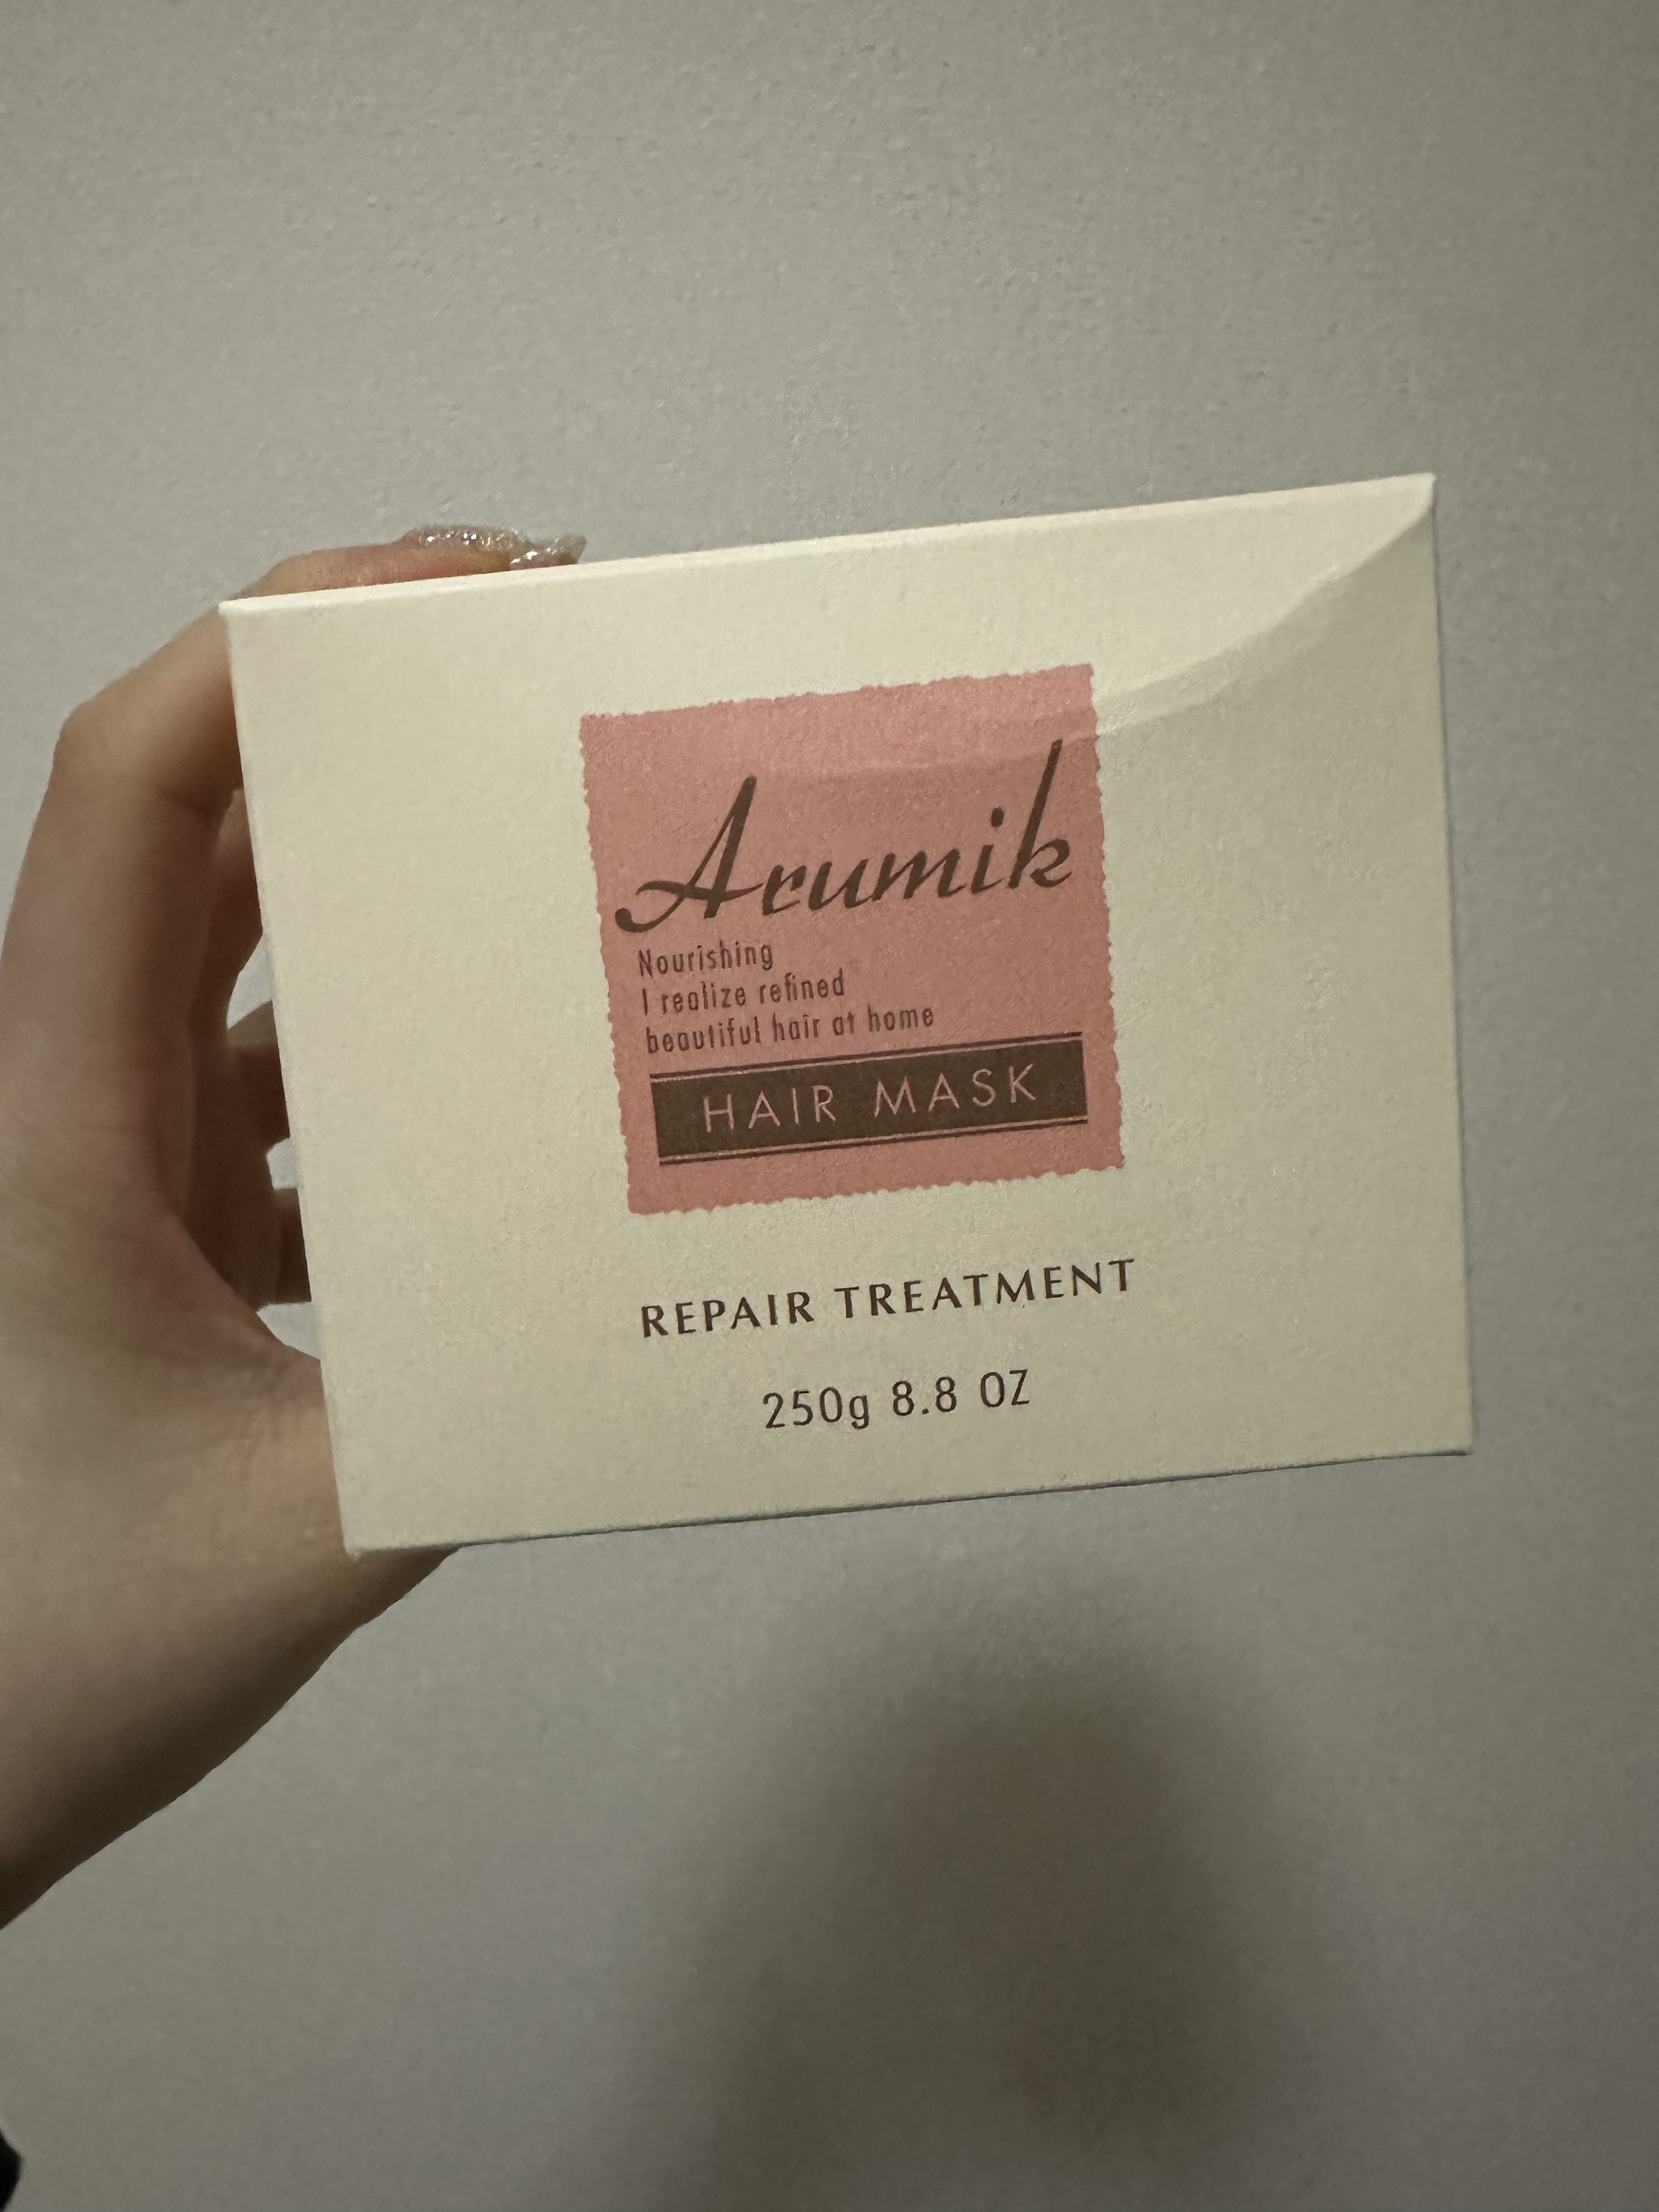 Arumik
Nourishing
I realize refined
beautiful hair at home
HAIR MASK
REPAIR TREATMENT
250g 8.8 OZ